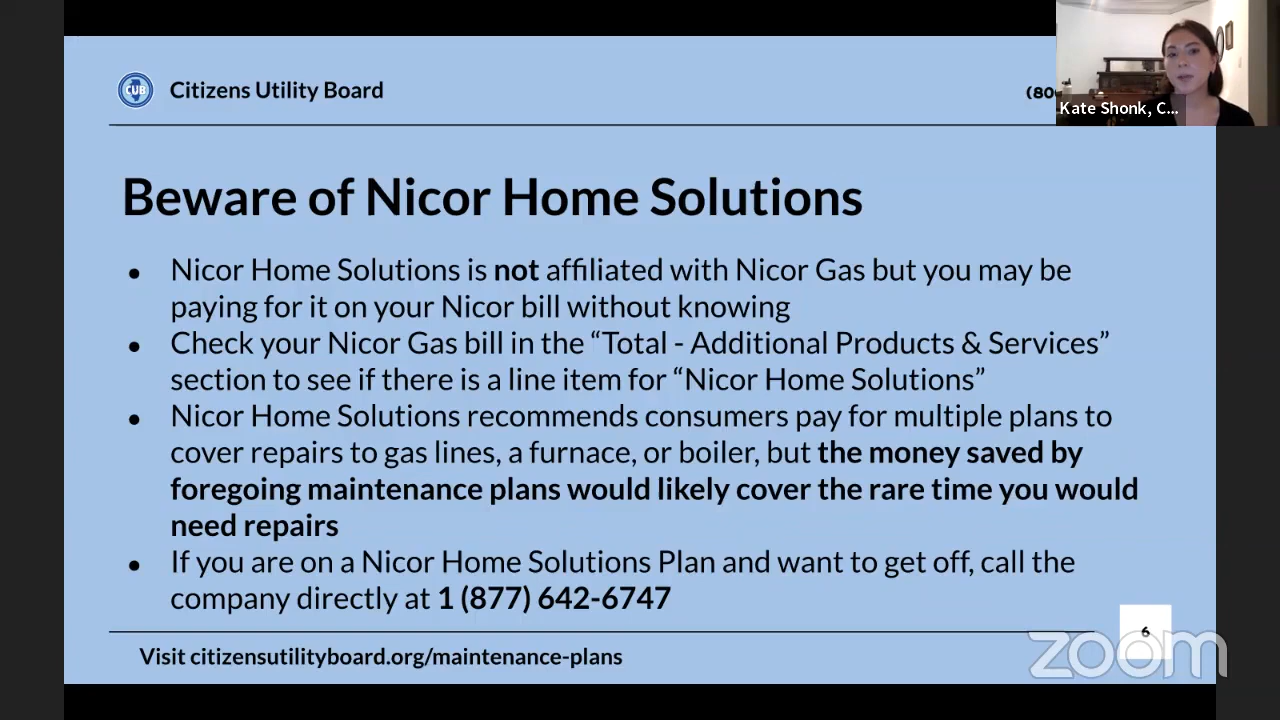 CUB
Citizens Utility Board
(80
Kate Shonk, C...
Beware of Nicor Home Solutions
● Nicor Home Solutions is not affiliated with Nicor Gas but you may be
paying for it on your Nicor bill without knowing
● Check your Nicor Gas bill in the “Total - Additional Products & Services”
section to see if there is a line item for “Nicor Home Solutions”
● Nicor Home Solutions recommends consumers pay for multiple plans to
cover repairs to gas lines, a furnace, or boiler, but the money saved by
foregoing maintenance plans would likely cover the rare time you would
need repairs
● If you are on a Nicor Home Solutions Plan and want to get off, call the
company directly at 1 (877) 642-6747
6
zoom
Visit citizensutilityboard.org/maintenance-plans